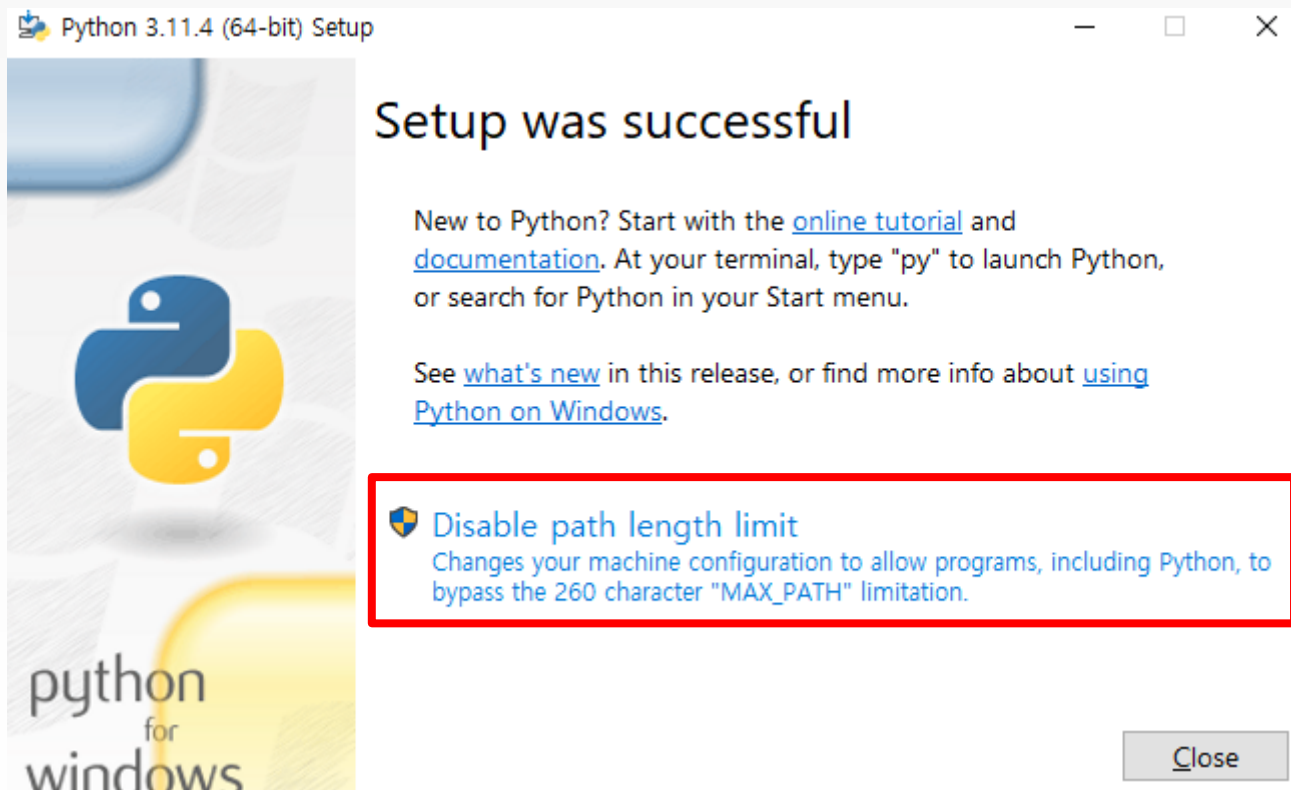 Python 3.11.4 (64-bit) Setup
Setup was successful
New to Python? Start with the online tutorial and
documentation. At your terminal, type "py" to launch Python,
or search for Python in your Start menu.
See what's new in this release, or find more info about using
Python on Windows.
Disable path length limit
Changes your machine configuration to allow programs, including Python, to
bypass the 260 character "MAX_PATH" limitation.
python
for
windows
Close